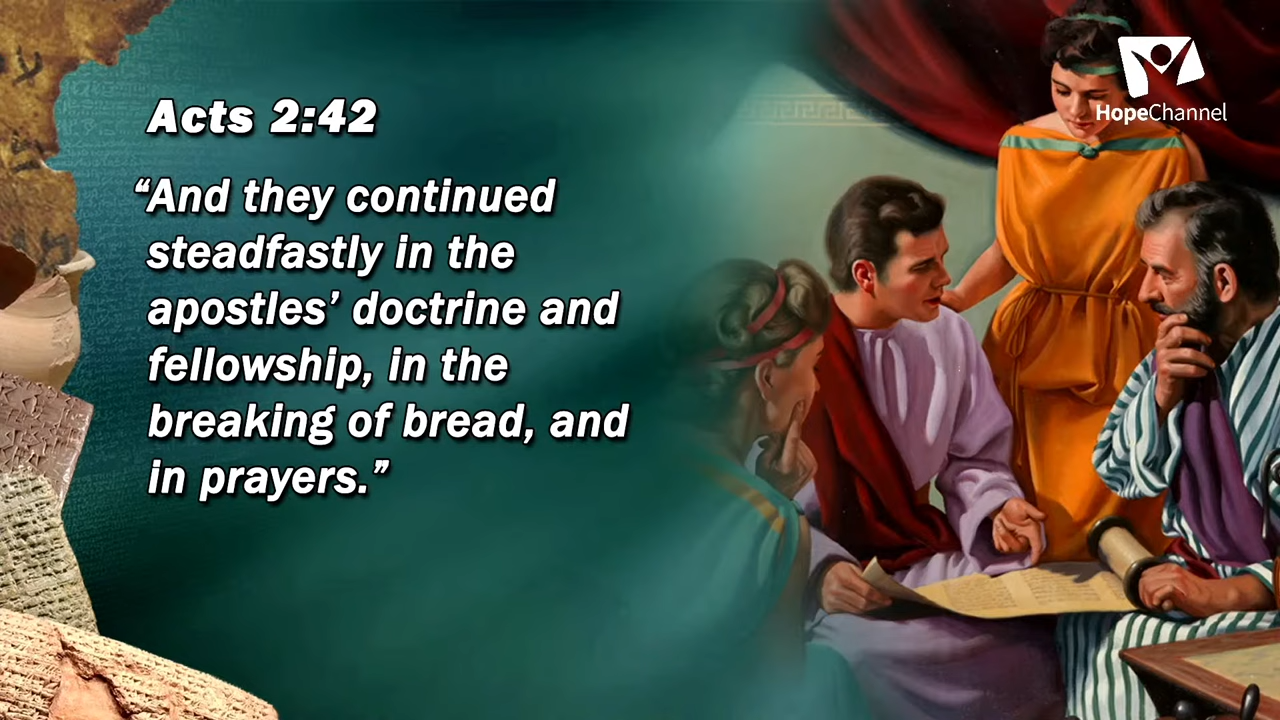 Acts 2:42
“And they continued
steadfastly in the
apostles’ doctrine and
fellowship, in the
breaking of bread, and
in prayers.”
HopeChannel